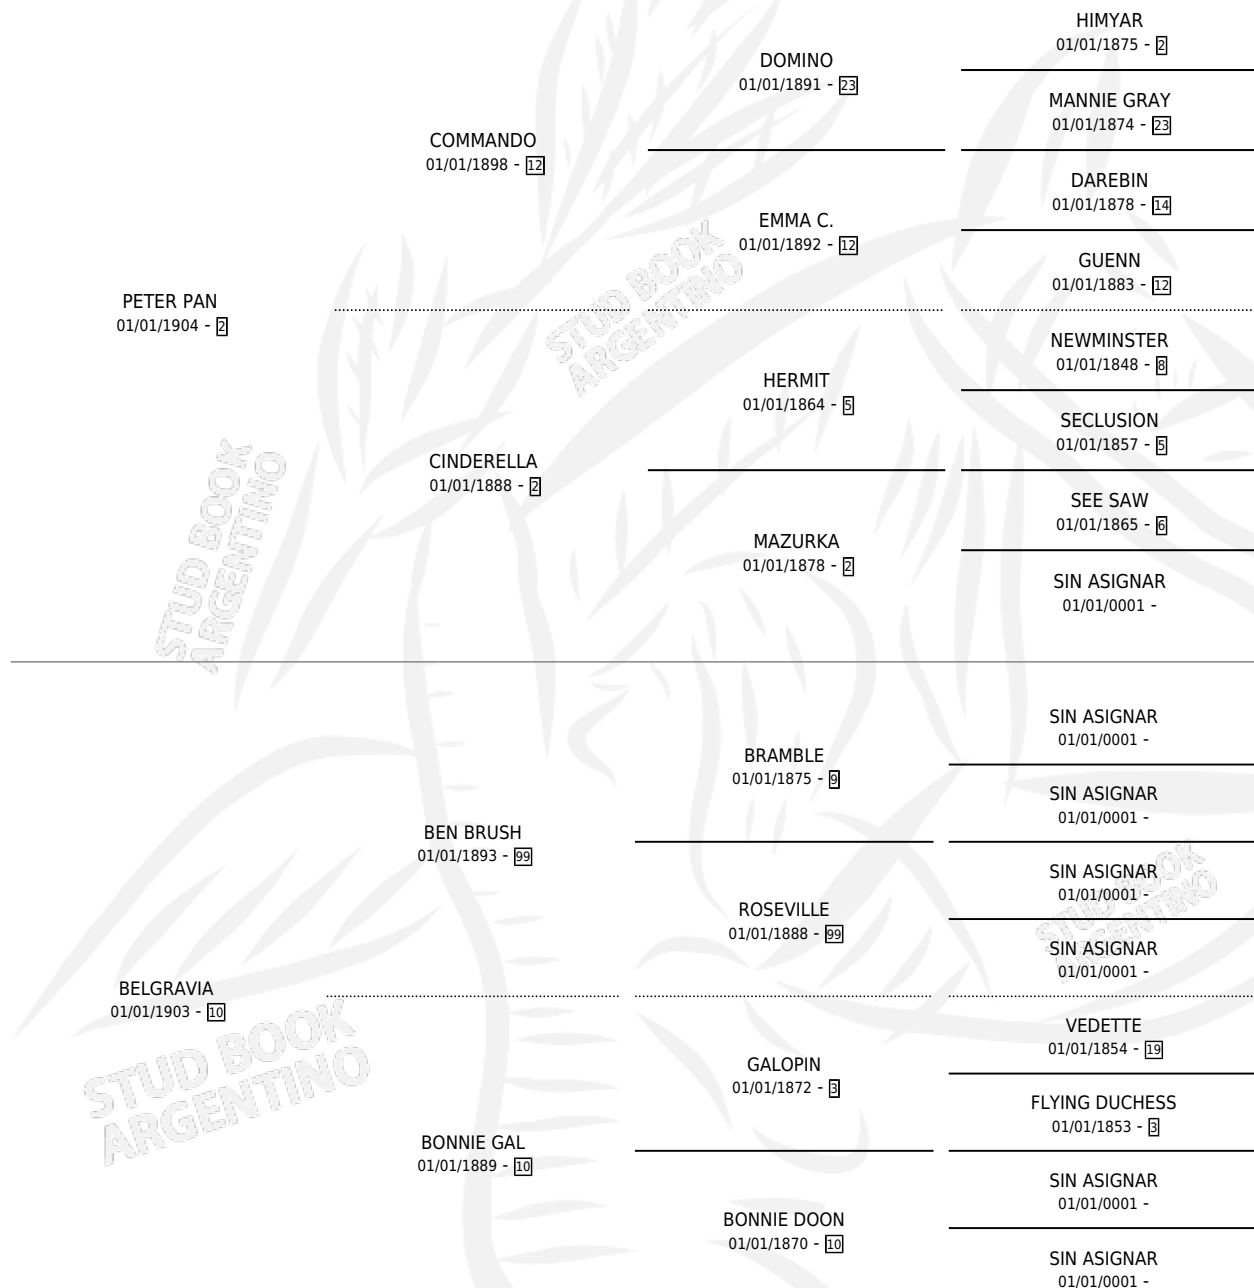 HIMYAR
01/01/1875 - 2
DOMINO
01/01/1891 - 23
MANNIE GRAY
01/01/1874 - 23
COMMANDO
01/01/1898 - 12
DAREBIN
01/01/1878 - 14
EMMA C.
01/01/1892 - 12
GUENN
01/01/1883 - 12
PETER PAN
01/01/1904 - 2
NEWMINSTER
01/01/1848 - 8
HERMIT
01/01/1864 - 5
SECLUSION
01/01/1857 - 5
CINDERELLA
01/01/1888 - 2
SEE SAW
01/01/1865 - 6
MAZURKA
01/01/1878 - 2
SIN ASIGNAR
01/01/0001 -
SIN ASIGNAR
01/01/0001 -
BRAMBLE
01/01/1875 - 9
SIN ASIGNAR
01/01/0001 -
BEN BRUSH
01/01/1893 - 99
SIN ASIGNAR
01/01/0001 -
ROSEVILLE
01/01/1888 - 99
SIN ASIGNAR
01/01/0001 -
BELGRAVIA
01/01/1903 - 10
VEDETTE
01/01/1854 - 19
GALOPIN
01/01/1872 - 3
FLYING DUCHESS
01/01/1853 - 3
BONNIE GAL
01/01/1889 - 10
SIN ASIGNAR
01/01/0001 -
BONNIE DOON
01/01/1870 - 10
SIN ASIGNAR
01/01/0001 -
STUD BOOK
ARGENTINO
STUD BOOK
ARGENTINO
STUD BOOK
ARGENTINO
STUD BOOK
ARGENTINO